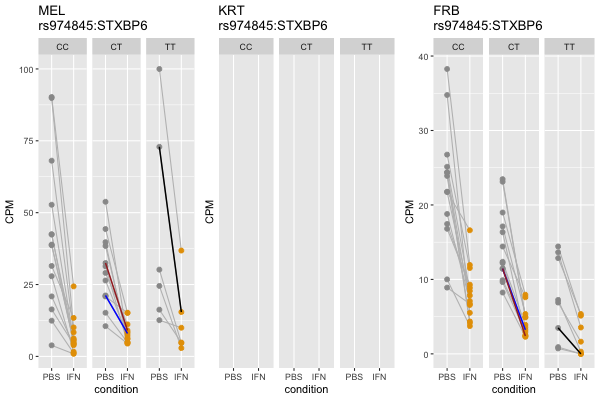 MEL
rs974845:STXBP6
CC
CT
TT
CPM
100
75
50
25
0
PBS IFN
PBS IFN
PBS IFN
condition
KRT
rs974845:STXBP6
CC
CT
TT
CPM
PBS IFN
PBS IFN
PBS IFN
condition
FRB
rs974845:STXBP6
CC
CT
TT
CPM
40
30
20
10
0
PBS IFN
PBS IFN
PBS IFN
condition